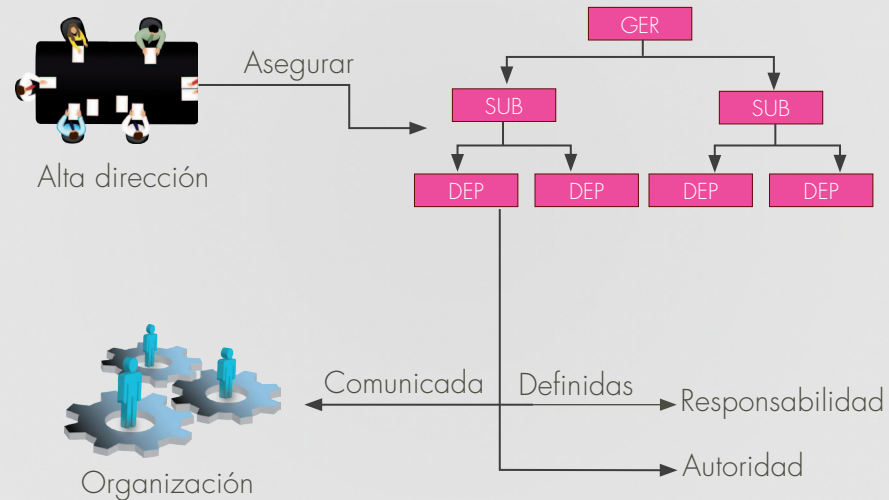 GER
Asegurar
SUB
SUB
Alta dirección
DEP
DEP
DEP
DEP
Comunicada
Definidas
Responsabilidad
Autoridad
Organización